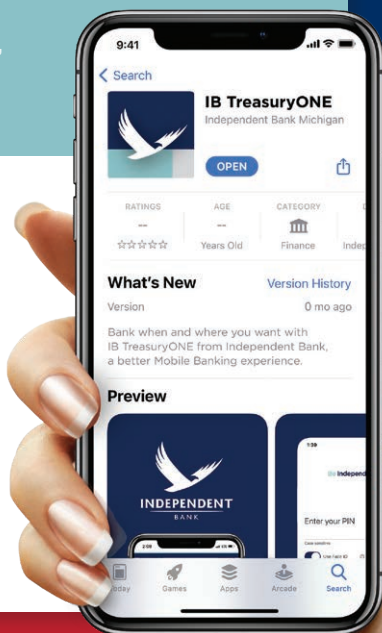 9:41
Search
IB TreasuryONE
Independent Bank Michigan
OPEN
RATINGS AGE CATEGORY
-- --
Years Old Finance Indep
What's New Version History
Version 0 mo ago
Bank when and where you want with
IB TreasuryONE from Independent Bank,
a better Mobile Banking experience.
Preview
INDEPENDENT
BANK
Independ
Enter your PIN
Games Apps Arcade Search